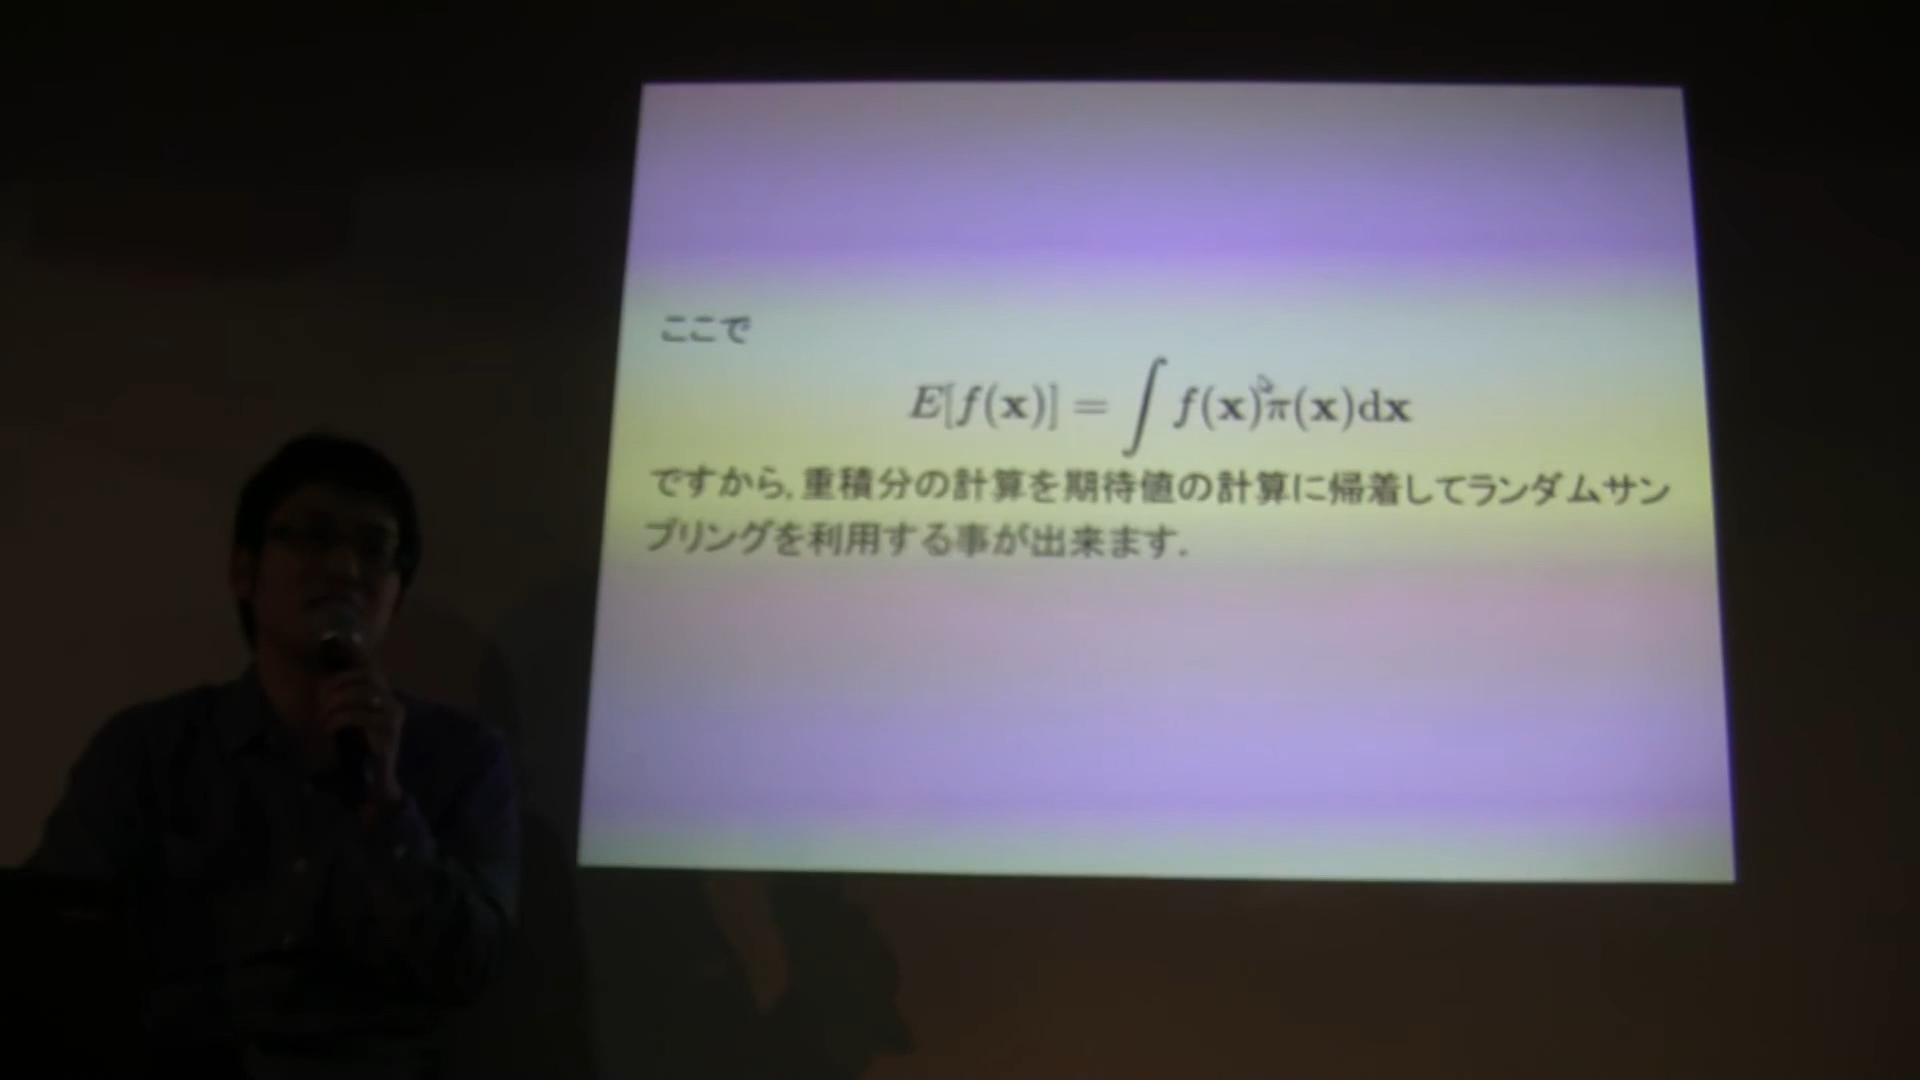 ここで
E[f(x)] = ∫ f(x)π(x)dx
ですから,重積分の計算を期待値の計算に帰着してランダムサン
プリングを利用する事が出来ます.